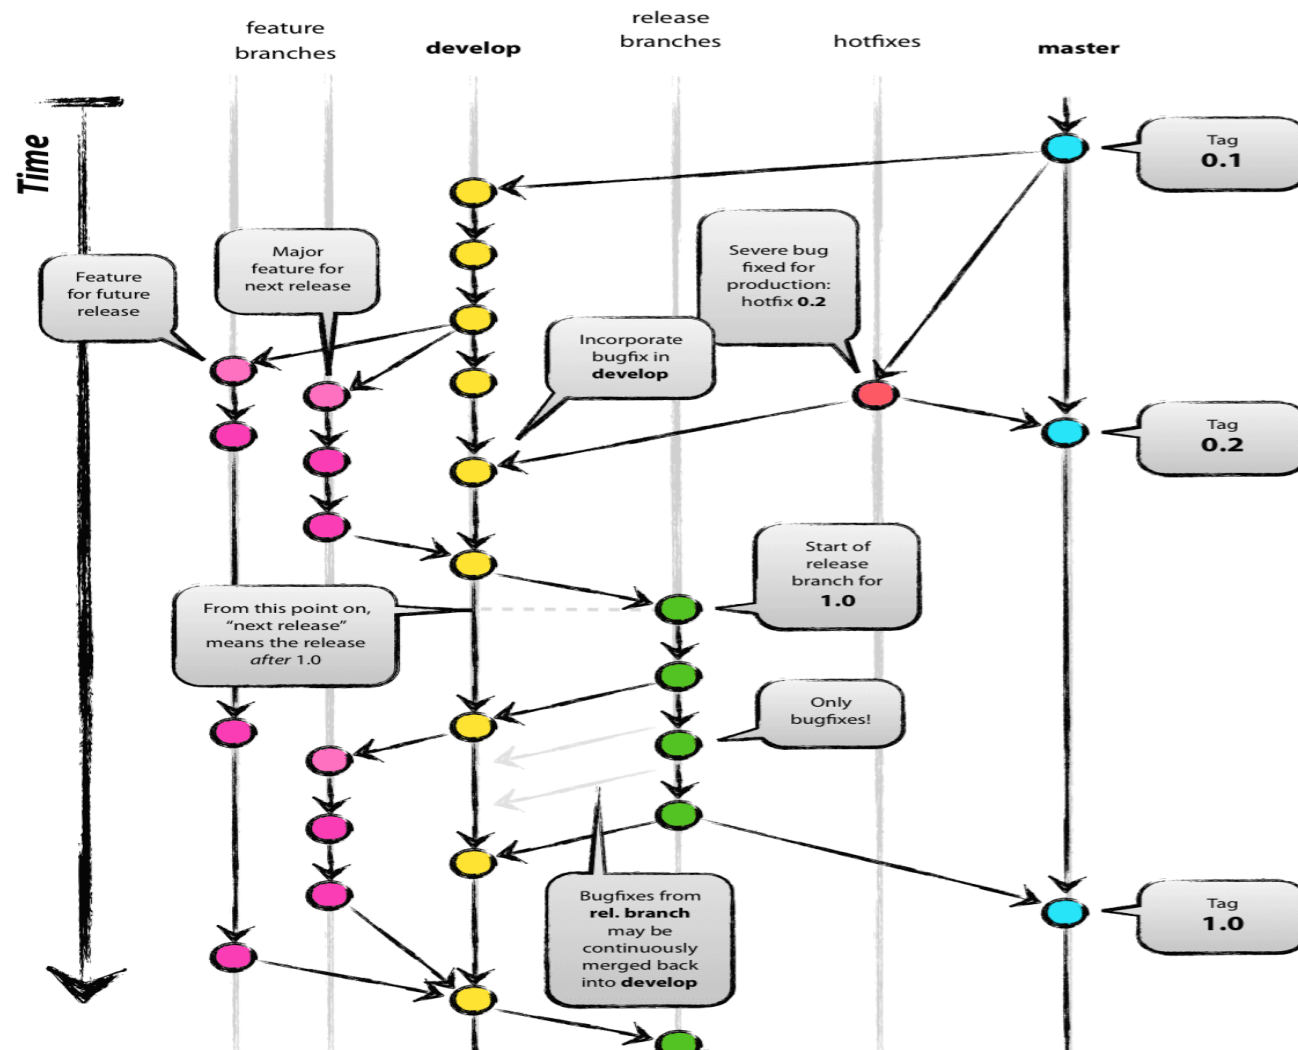 feature
branches
develop
release
branches
hotfixes
master
Time
Tag
0.1
Major
feature for
next release
Severe bug
fixed for
production:
hotfix 0.2
Feature
for future
release
Incorporate
bugfix in
develop
Tag
0.2
Start of
release
branch for
1.0
From this point on,
“next release”
means the release
after 1.0
Only
bugfixes!
Bugfixes from
rel. branch
may be
continuously
merged back
into develop
Tag
1.0